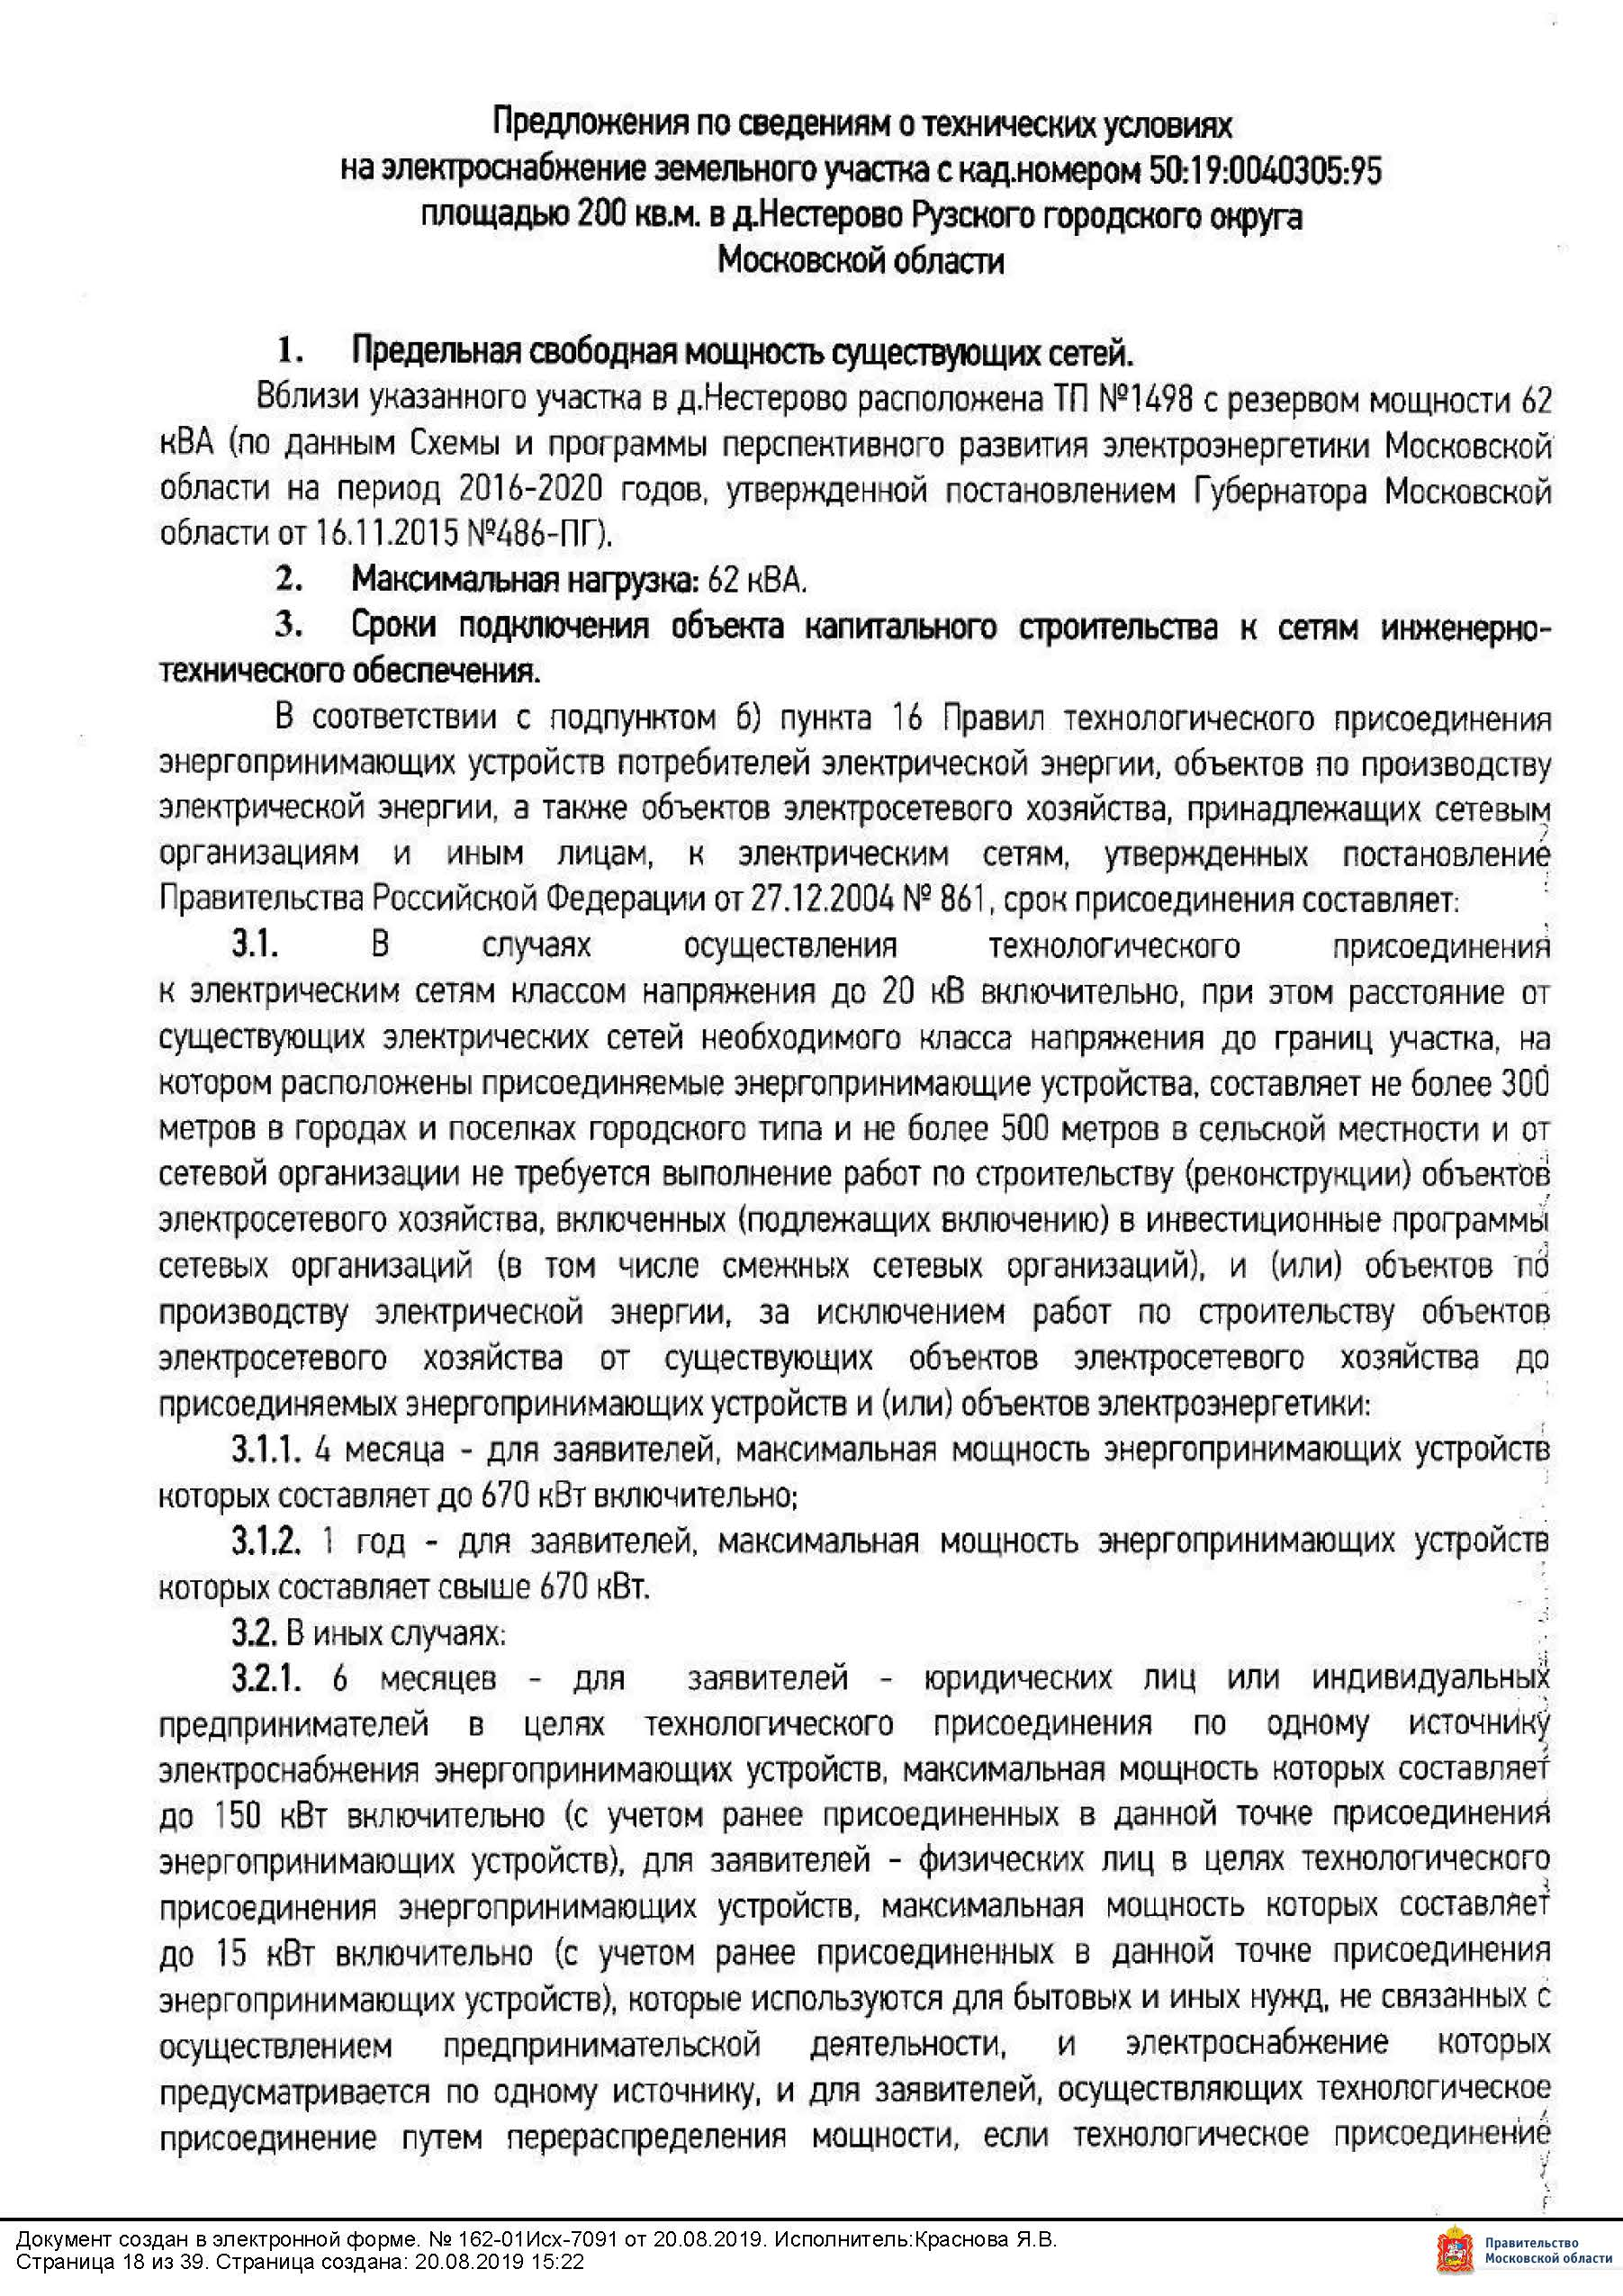 Предложения по сведениям о технических условиях
на электроснабжение земельного участка с кад.номером 50:19:0040305:95
площадью 200 кв.м. в д.Нестерово Рузского городского округа
Московской области
1. Предельная свободная мощность существующих сетей.
Вблизи указанного участка в д.Нестерово расположена ТП №1498 с резервом мощности 62
кВА (по данным Схемы и программы перспективного развития электроэнергетики Московской
области на период 2016-2020 годов, утвержденной постановлением Губернатора Московской
области от 16.11.2015 №486-ПГ).
2. Максимальная нагрузка: 62 кВА.
3. Сроки подключения объекта капитального строительства к сетям инженерно-
технического обеспечения.
В соответствии с подпунктом б) пункта 16 Правил технологического присоединения
энергопринимающих устройств потребителей электрической энергии, объектов по производству
электрической энергии, а также объектов электросетевого хозяйства, принадлежащих сетевым
организациям и иным лицам, к электрическим сетям, утвержденных постановление
Правительства Российской Федерации от 27.12.2004 № 861, срок присоединения составляет:
3.1. В случаях осуществления технологического присоединения
к электрическим сетям классом напряжения до 20 кВ включительно, при этом расстояние от
существующих электрических сетей необходимого класса напряжения до границ участка, на
котором расположены присоединяемые энергопринимающие устройства, составляет не более 300
метров в городах и поселках городского типа и не более 500 метров в сельской местности и от
сетевой организации не требуется выполнение работ по строительству (реконструкции) объектов
электросетевого хозяйства, включенных (подлежащих включению) в инвестиционные программы
сетевых организаций (в том числе смежных сетевых организаций), и (или) объектов по
производству электрической энергии, за исключением работ по строительству объектов
электросетевого хозяйства от существующих объектов электросетевого хозяйства до
присоединяемых энергопринимающих устройств и (или) объектов электроэнергетики:
3.1.1. 4 месяца - для заявителей, максимальная мощность энергопринимающих устройств
которых составляет до 670 кВт включительно;
3.1.2. 1 год - для заявителей, максимальная мощность энергопринимающих устройств
которых составляет свыше 670 кВт.
3.2. В иных случаях:
3.2.1. 6 месяцев - для заявителей - юридических лиц или индивидуальных
предпринимателей в целях технологического присоединения по одному источнику
электроснабжения энергопринимающих устройств, максимальная мощность которых составляет
до 150 кВт включительно (с учетом ранее присоединенных в данной точке присоединения
энергопринимающих устройств), для заявителей - физических лиц в целях технологического
присоединения энергопринимающих устройств, максимальная мощность которых составляет
до 15 кВт включительно (с учетом ранее присоединенных в данной точке присоединения
энергопринимающих устройств), которые используются для бытовых и иных нужд, не связанных с
осуществлением предпринимательской деятельности, и электроснабжение которых
предусматривается по одному источнику, и для заявителей, осуществляющих технологическое
присоединение путем перераспределения мощности, если технологическое присоединение
Документ создан в электронной форме. № 162-01Исх-7091 от 20.08.2019. Исполнитель:Краснова Я.В.
Страница 18 из 39. Страница создана: 20.08.2019 15:22
Правительство
Московской области